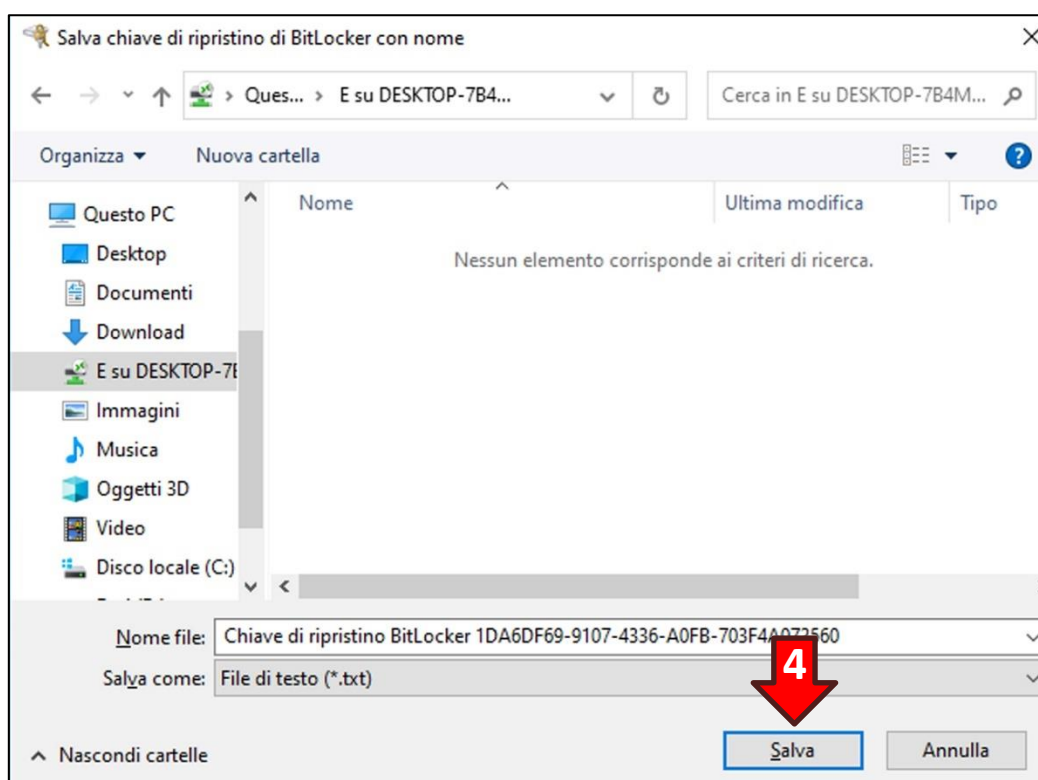 Salva chiave di ripristino di BitLocker con nome
Ques... > E su DESKTOP-7B4...
Cerca in E su DESKTOP-7B4M...
Organizza
Nuova cartella
Nome
Ultima modifica
Tipo
Questo PC
Nessun elemento corrisponde ai criteri di ricerca.
Desktop
Documenti
Download
E su DESKTOP-7B
Immagini
Musica
Oggetti 3D
Video
Disco locale (C:)
Nome file: Chiave di ripristino BitLocker 1DA6DF69-9107-4336-A0FB-703F4A072560
Salva come: File di testo (*.txt)
4
Nascondi cartelle
Salva
Annulla